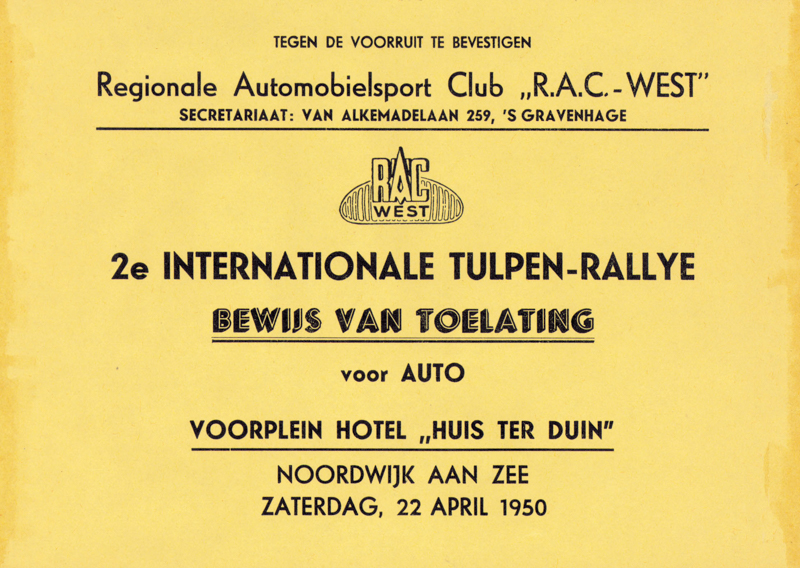 TEGEN DE VOORRUIT TE BEVESTIGEN
Regionale Automobielsport Club „R.A.C.-WEST”
SECRETARIAAT: VAN ALKEMADELAAN 259, 'S GRAVENHAGE
RAC
WEST
2e INTERNATIONALE TULPEN-RALLYE
BEWIJS VAN TOELATING
voor AUTO
VOORPLEIN HOTEL „HUIS TER DUIN”
NOORDWIJK AAN ZEE
ZATERDAG, 22 APRIL 1950